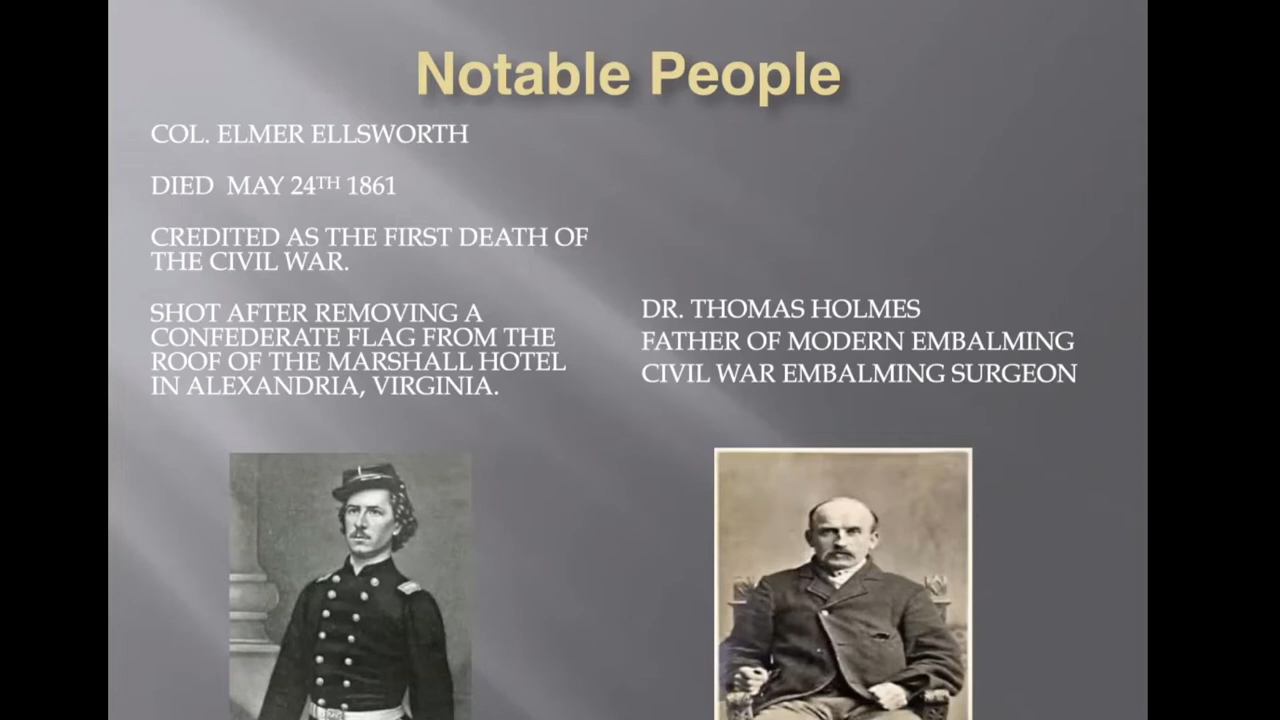 Notable People
COL. ELMER ELLSWORTH
DIED MAY 24TH 1861
CREDITED AS THE FIRST DEATH OF
THE CIVIL WAR.
SHOT AFTER REMOVING A
CONFEDERATE FLAG FROM THE
ROOF OF THE MARSHALL HOTEL
IN ALEXANDRIA, VIRGINIA.
DR. THOMAS HOLMES
FATHER OF MODERN EMBALMING
CIVIL WAR EMBALMING SURGEON